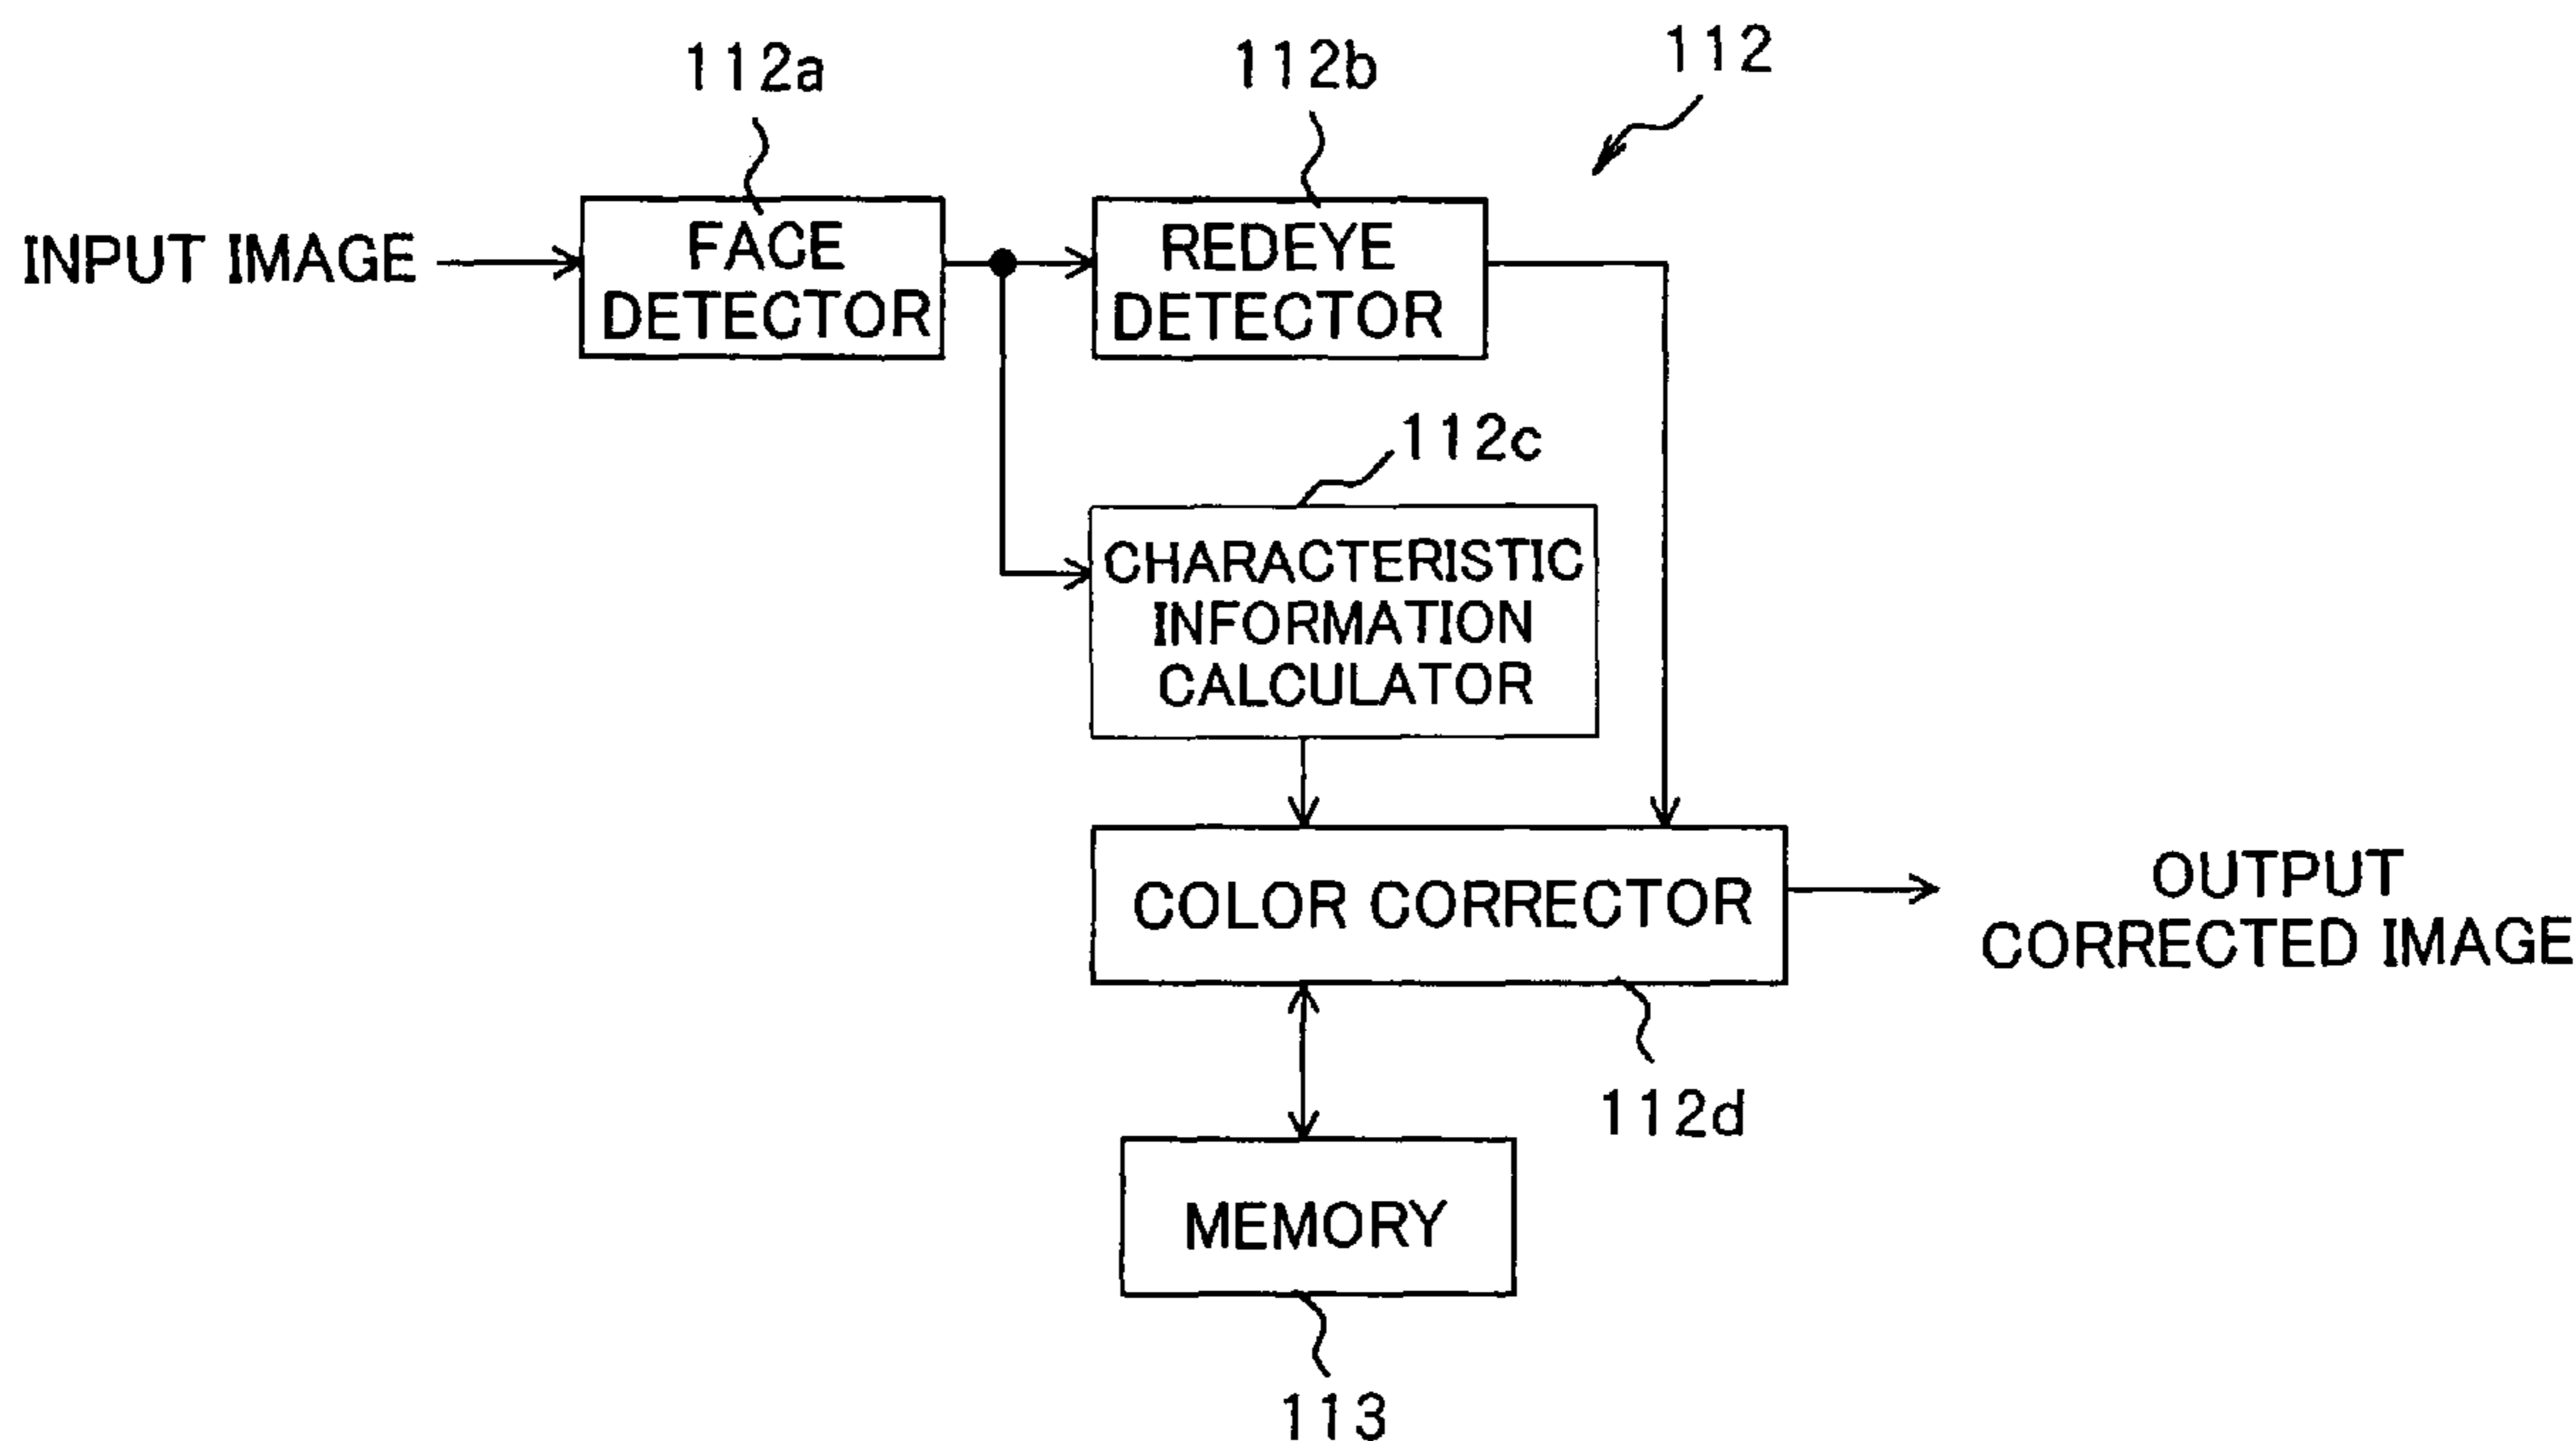 112a
112b
112
INPUT IMAGE
FACE
DETECTOR
REDEYE
DETECTOR
112c
CHARACTERISTIC
INFORMATION
CALCULATOR
COLOR CORRECTOR
OUTPUT
CORRECTED IMAGE
112d
MEMORY
113